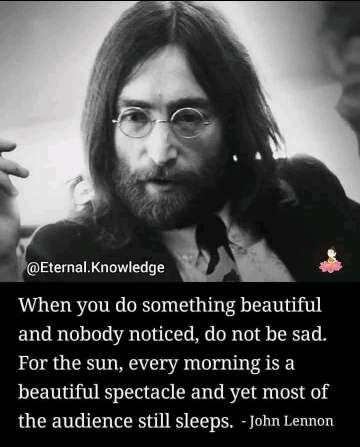 @Eternal.Knowledge
When you do something beautiful
and nobody noticed, do not be sad.
For the sun, every morning is a
beautiful spectacle and yet most of
the audience still sleeps. - John Lennon